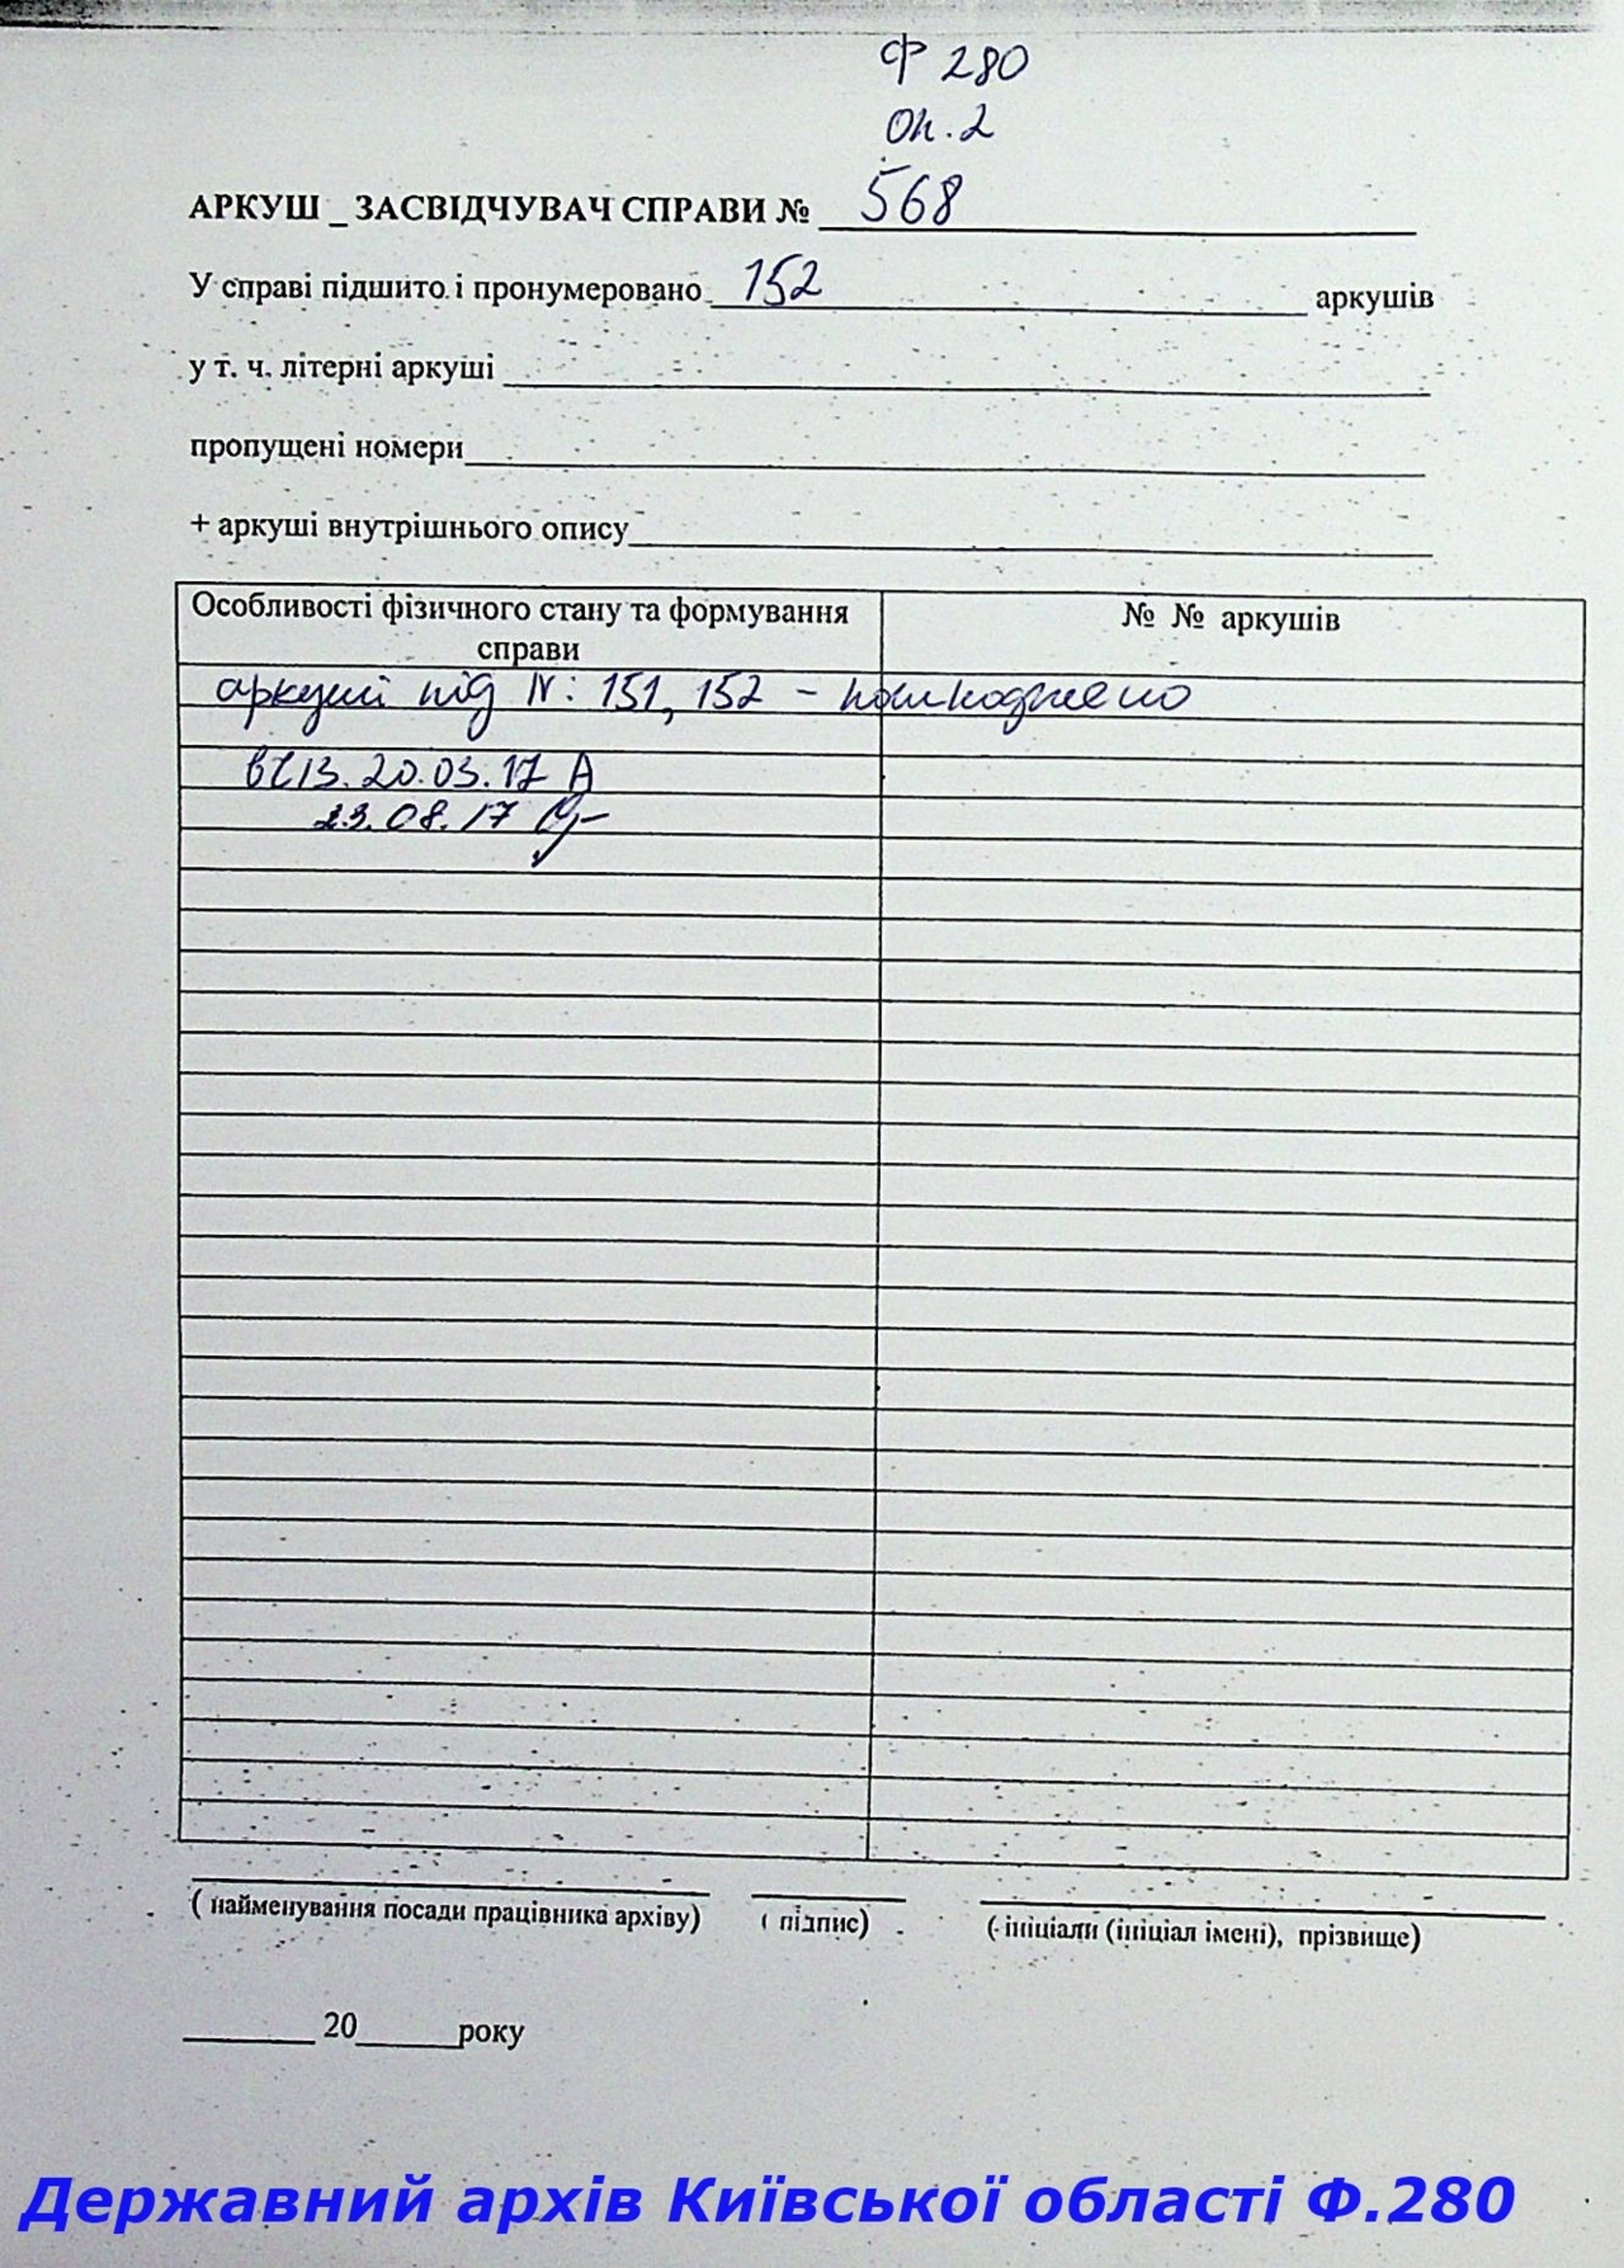 Ф 280
Оп. 2
АРКУШ _ ЗАСВІДЧУВАЧ СПРАВИ № 568
У справі підшито і пронумеровано 152 аркушів
у т. ч. літерні аркуші
пропущені номери
+ аркуші внутрішнього опису
Особливості фізичного стану та формування
справи
№ № аркушів
аркуші під N: 151, 152 – пошкоджено
20.03.17
23.08.17
( найменування посади працівника архіву)
( підпис)
( ініціали (ініціал імені), прізвище)
20 року
Державний архів Київської області Ф.280